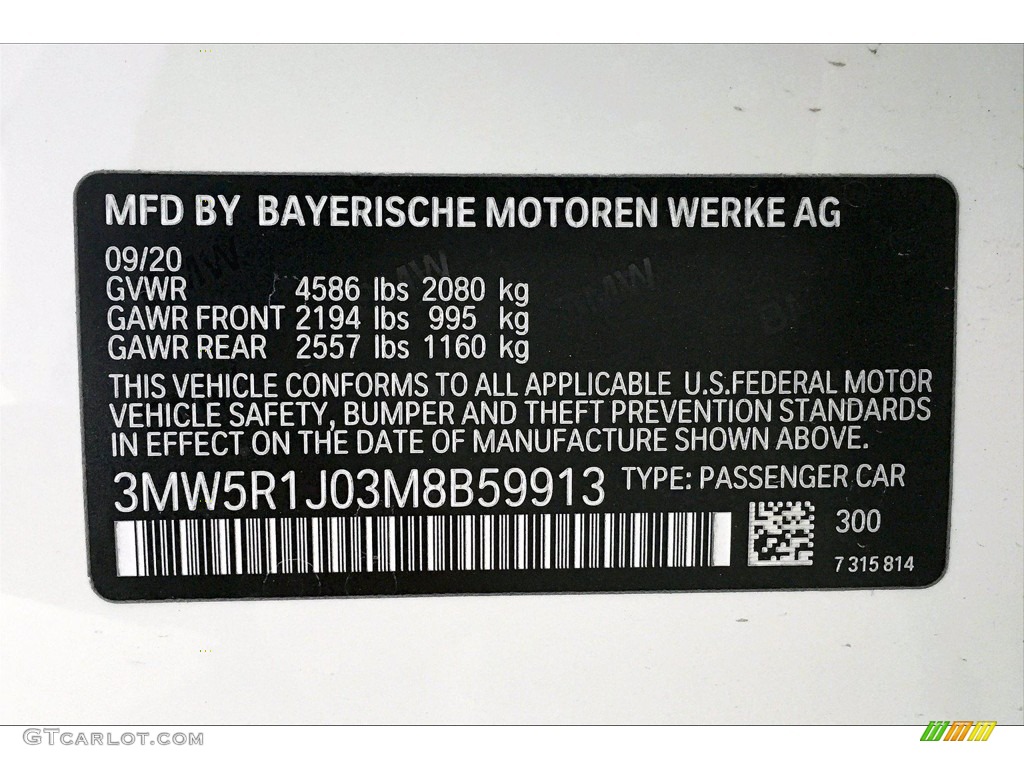 MFD BY BAYERISCHE MOTOREN WERKE AG
09/20
GVWR 4586 lbs 2080 kg
GAWR FRONT 2194 lbs 995 kg
GAWR REAR 2557 lbs 1160 kg
THIS VEHICLE CONFORMS TO ALL APPLICABLE U.S.FEDERAL MOTOR
VEHICLE SAFETY, BUMPER AND THEFT PREVENTION STANDARDS
IN EFFECT ON THE DATE OF MANUFACTURE SHOWN ABOVE.
3MW5R1J03M8B59913 TYPE: PASSENGER CAR
300
7 315 814
GTCARLOT.COM